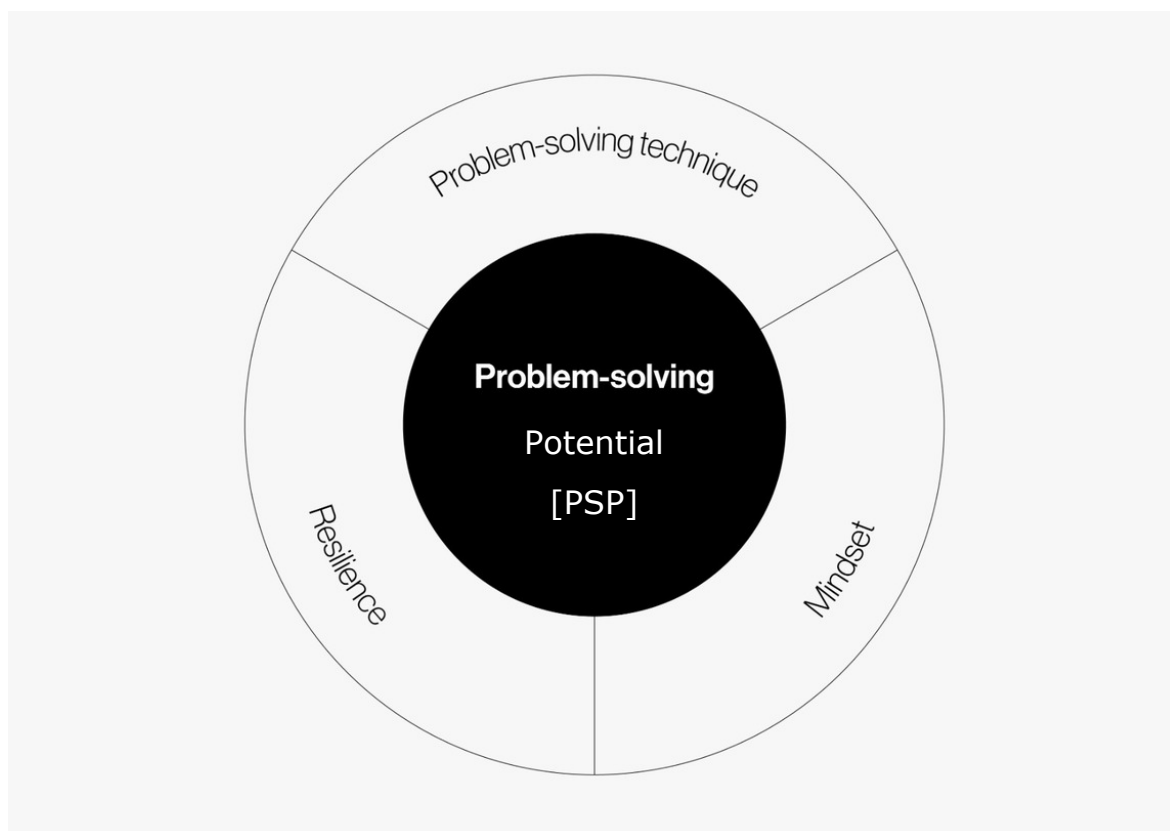 Problem-solving technique
Problem-solving
Potential
[PSP]
Resilience
Mindset